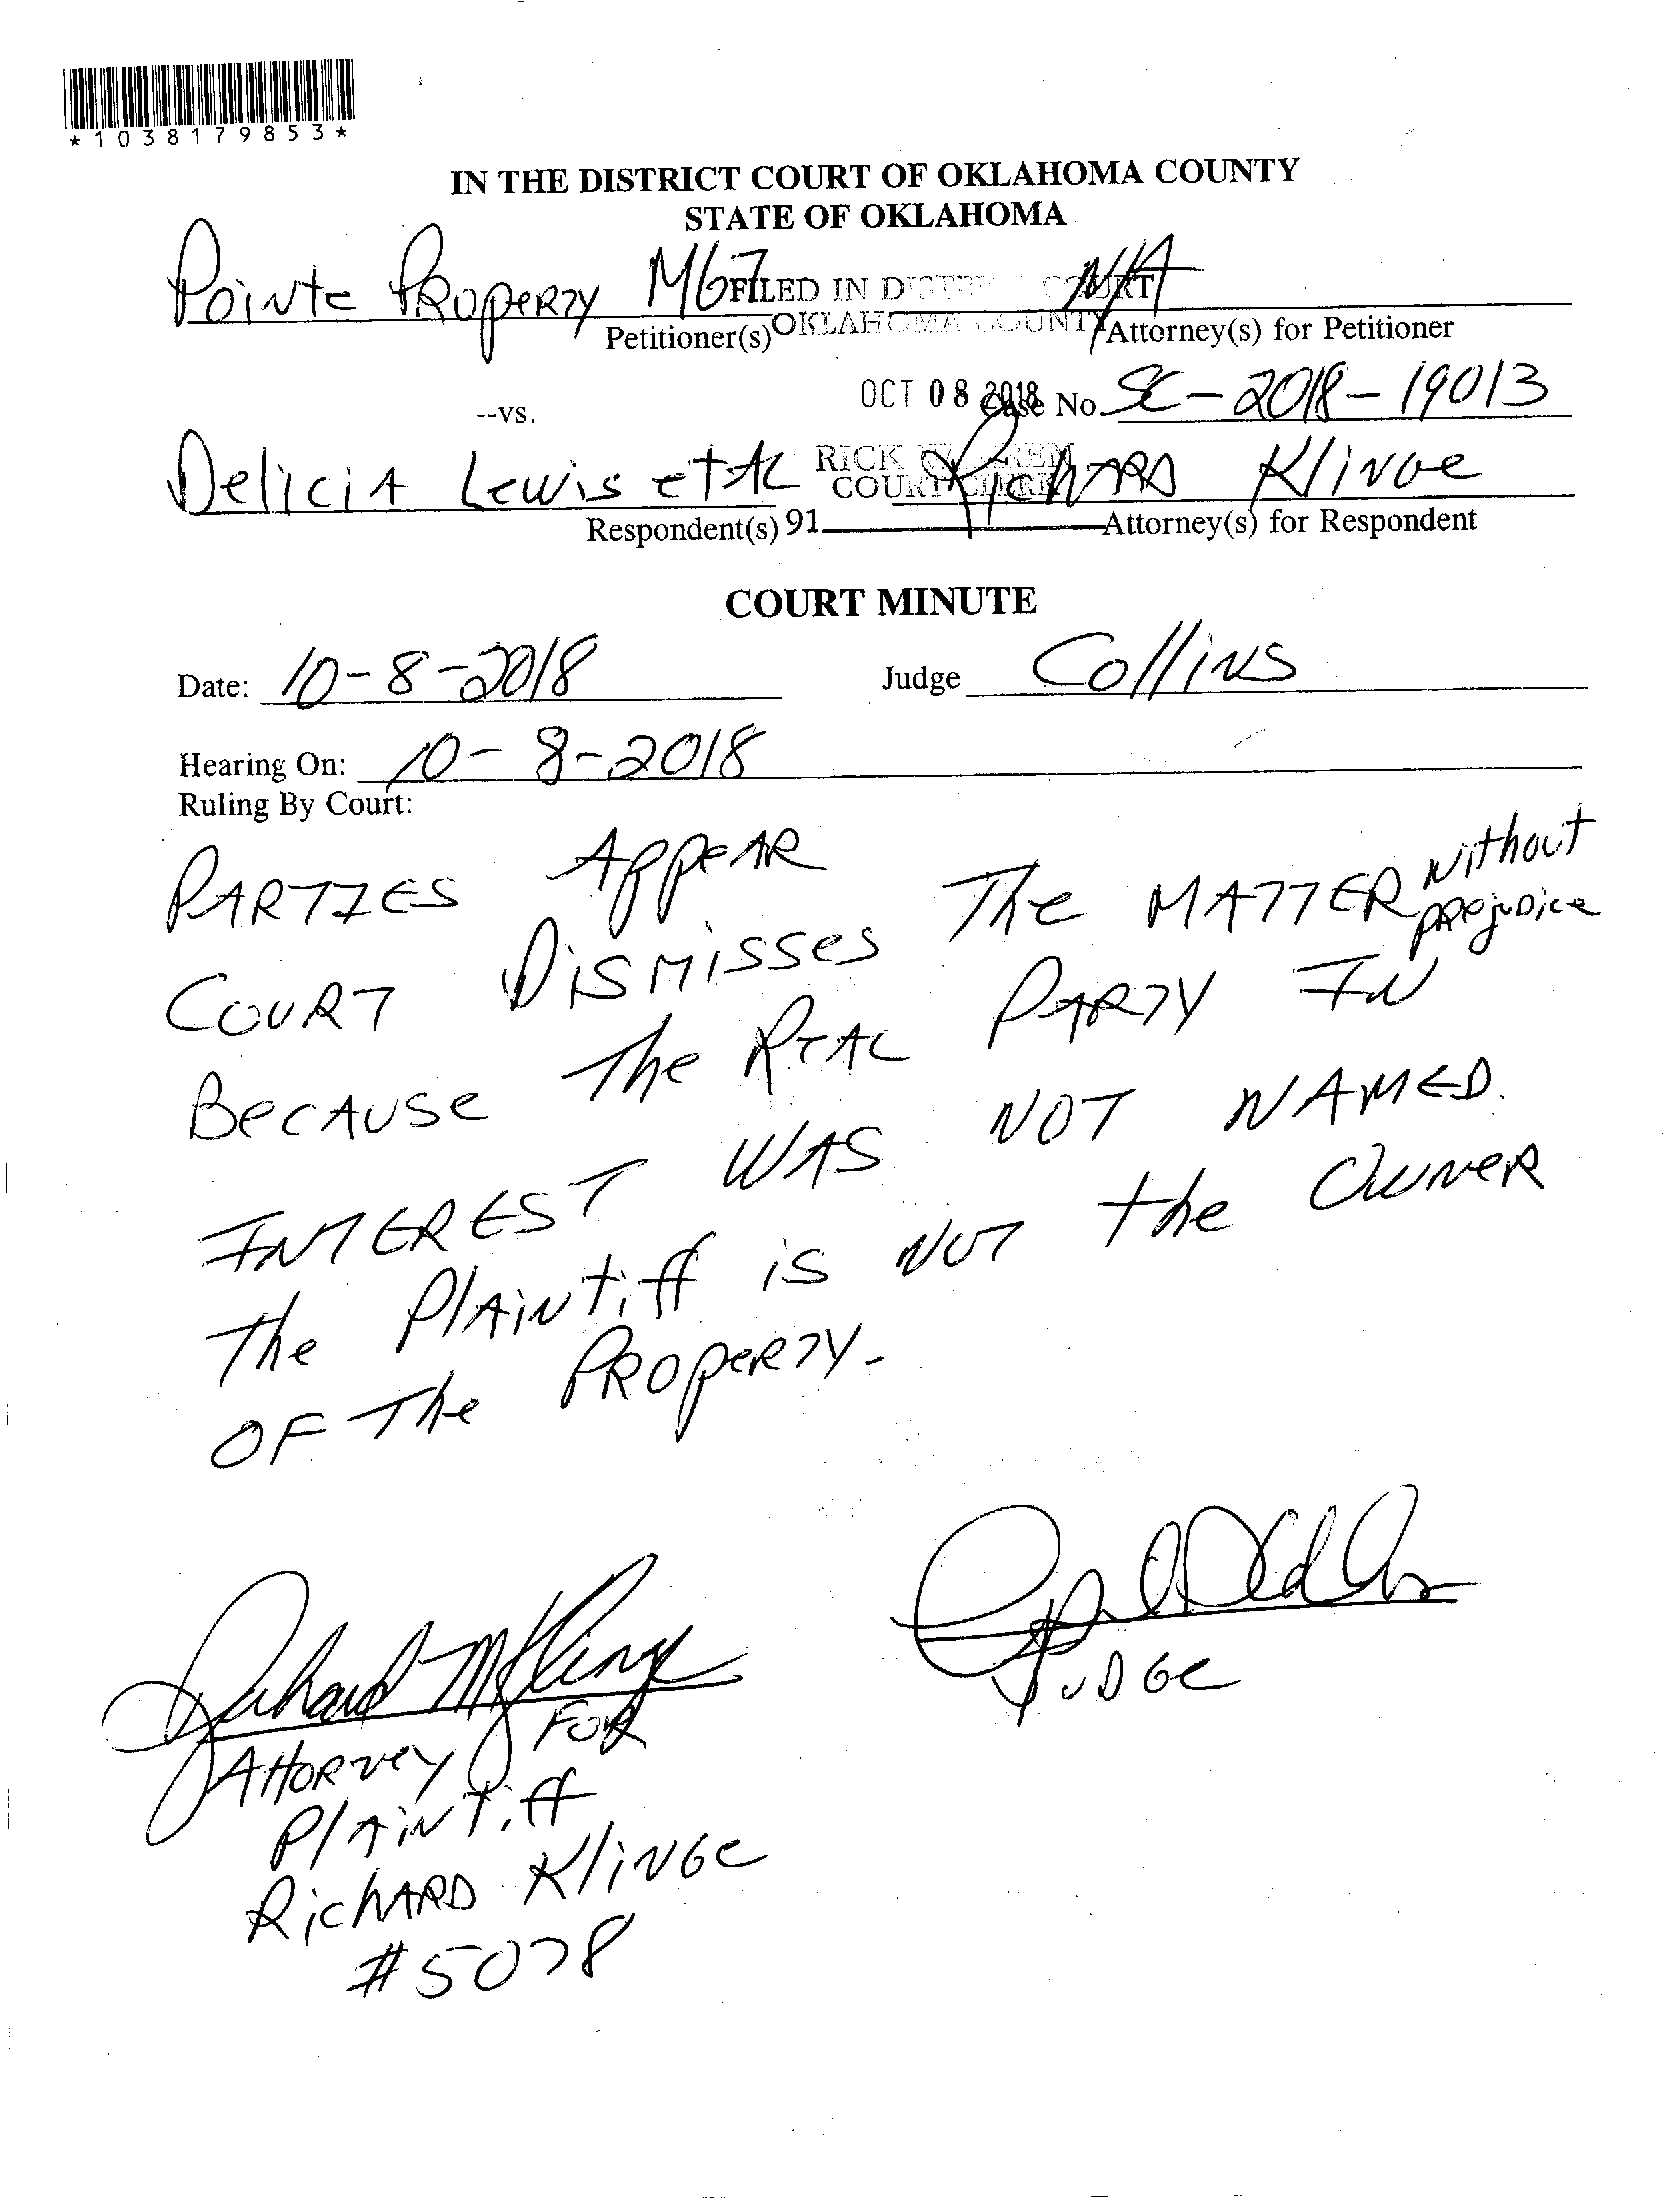 *1038179853*
IN THE DISTRICT COURT OF OKLAHOMA COUNTY
STATE OF OKLAHOMA
Pointe Property MGT N/A
FILED IN DISTRICT COURT
Petitioner(s) OKLAHOMA COUNTY Attorney(s) for Petitioner
OCT 08 2018 Case No. SC-2018-19013
--vs.
Delicia Lewis et al Richard Klinge
RICK
COURT CLERK
Respondent(s) 91 Attorney(s) for Respondent
COURT MINUTE
Date: 10-8-2018 Judge Collins
Hearing On: 10-8-2018
Ruling By Court:
PARTIES APPEAR
COURT DISMISSES The MATTER without prejudice
BECAUSE The REAL PARTY IN
INTEREST WAS NOT NAMED.
The PLAINTiff is NOT the OWNER
OF The PROPERTY.
Richard M Klinge
ATTORNEY FOR JUDGE
PLAINTiff
RICHARD KLINGE
#5078